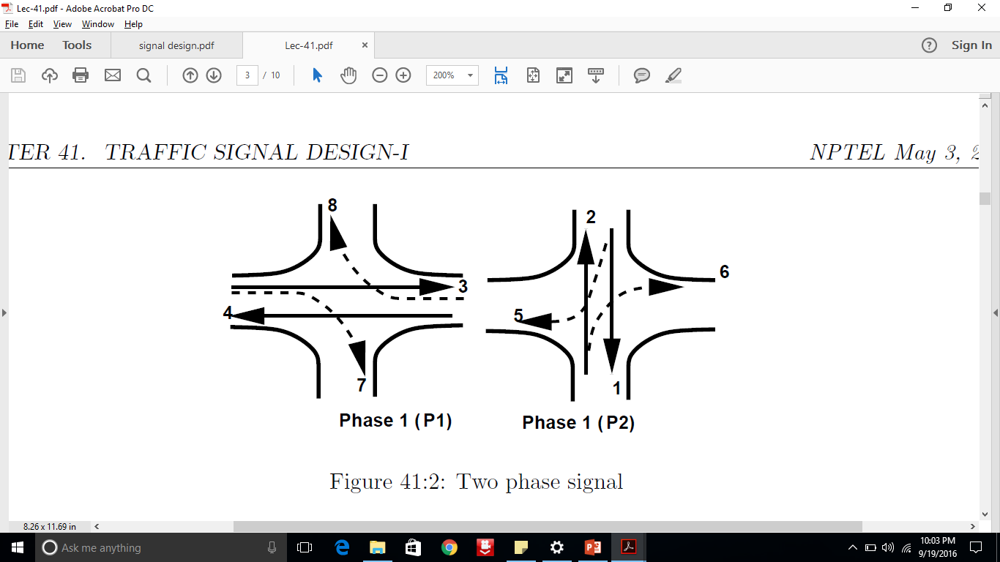 Lec-41.pdf - Adobe Acrobat Pro DC
File Edit View Window Help
Home Tools signal design.pdf Lec-41.pdf × ? Sign In
3 / 10 200%
TER 41. TRAFFIC SIGNAL DESIGN-I NPTEL May 3, 2
8
3
4
7
Phase 1 (P1)
2
6
5
1
Phase 1 (P2)
Figure 41:2: Two phase signal
8.26 x 11.69 in
Ask me anything
10:03 PM
9/19/2016